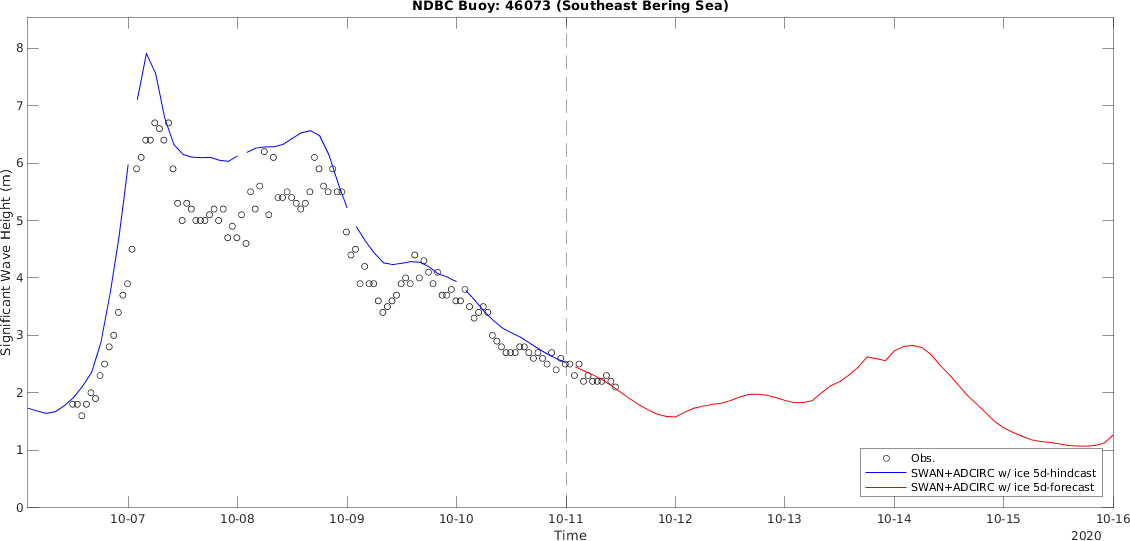 NDBC Buoy: 46073 (Southeast Bering Sea)
Significant Wave Height (m)
8
7
6
5
4
3
2
1
0
Obs.
SWAN+ADCIRC w/ ice 5d-hindcast
SWAN+ADCIRC w/ ice 5d-forecast
10-07 10-08 10-09 10-10 10-11 10-12 10-13 10-14 10-15 10-16
Time
2020